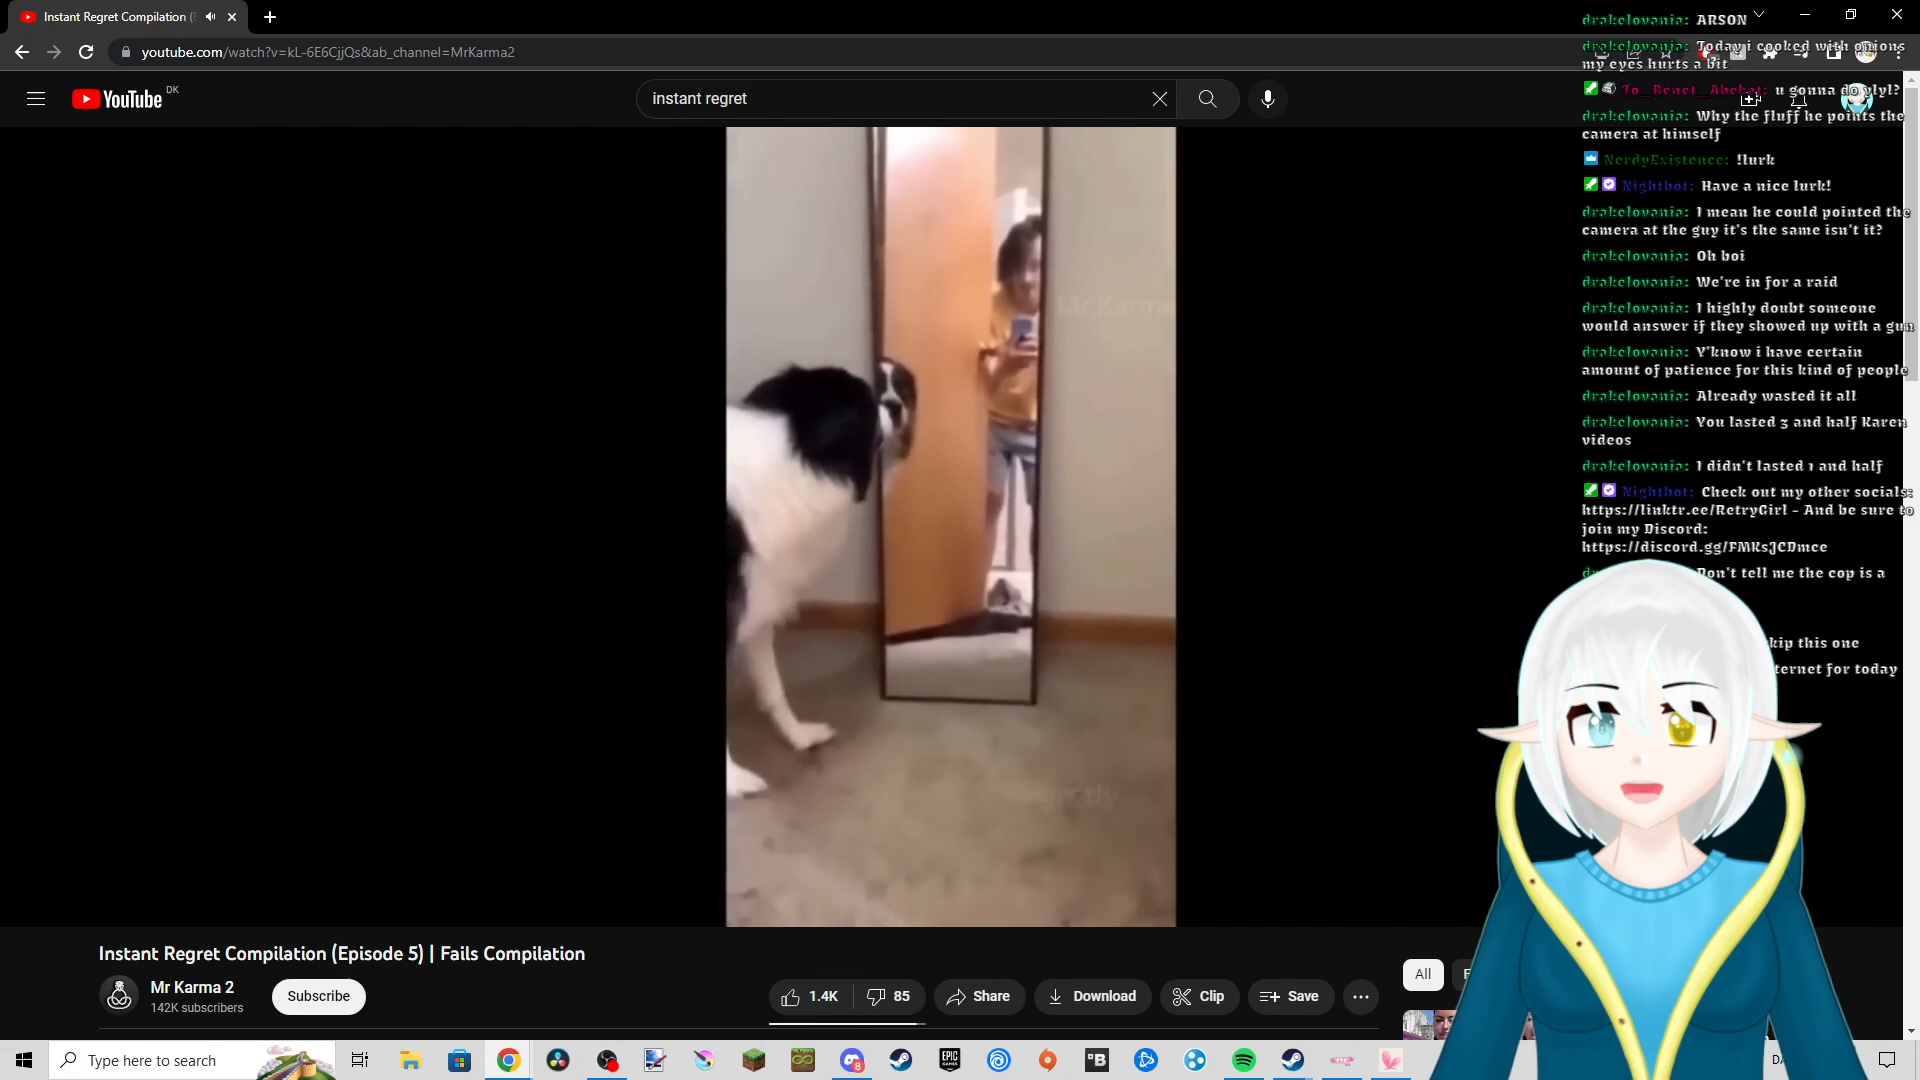 Instant Regret Compilation (
youtube.com/watch?v=kL-6E6CjjQs&ab_channel=MrKarma2
YouTube DK
instant regret
drakelovania: ARSON
drakelovania: Today i cooked with onions
my eyes hurts a bit
To_Beact_Abekat: u gonna do ylyl?
drakelovania: Why the fluff he points the
camera at himself
NerdyExistence: !lurk
Nightbot: Have a nice lurk!
drakelovania: I mean he could pointed the
camera at the guy it's the same isn't it?
drakelovania: Oh boi
drakelovania: We're in for a raid
drakelovania: I highly doubt someone
would answer if they showed up with a gun
drakelovania: Y'know i have certain
amount of patience for this kind of people
drakelovania: Already wasted it all
drakelovania: You lasted 3 and half Karen
videos
drakelovania: I didn't lasted 1 and half
Nightbot: Check out my other socials:
https://linktr.ee/RetryGirl - And be sure to
join my Discord:
https://discord.gg/FMKsJCDmce
Don't tell me the cop is a
kip this one
ternet for today
Mr.Karma
Instant Regret Compilation (Episode 5) | Fails Compilation
Mr Karma 2
142K subscribers
Subscribe
1.4K
85
Share
Download
Clip
Save
All
Type here to search
EPIC
GAMES
8
B